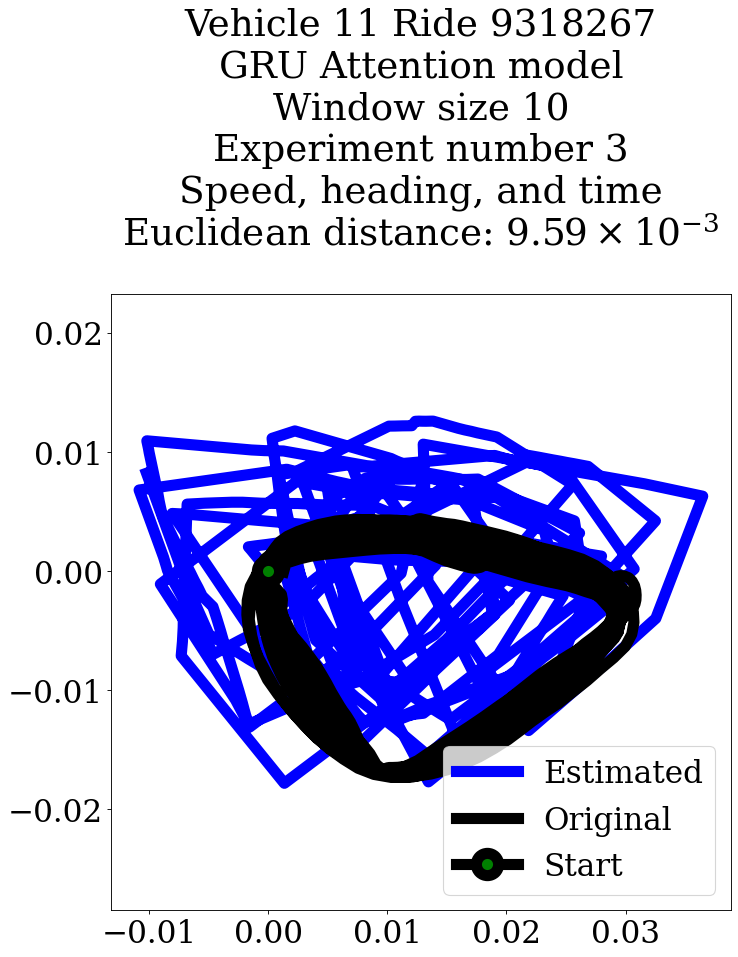 Vehicle 11 Ride 9318267
GRU Attention model
Window size 10
Experiment number 3
Speed, heading, and time
Euclidean distance: 9.59 × 10⁻³
0.02
0.01
0.00
−0.01
−0.02
Estimated
Original
Start
−0.01 0.00 0.01 0.02 0.03